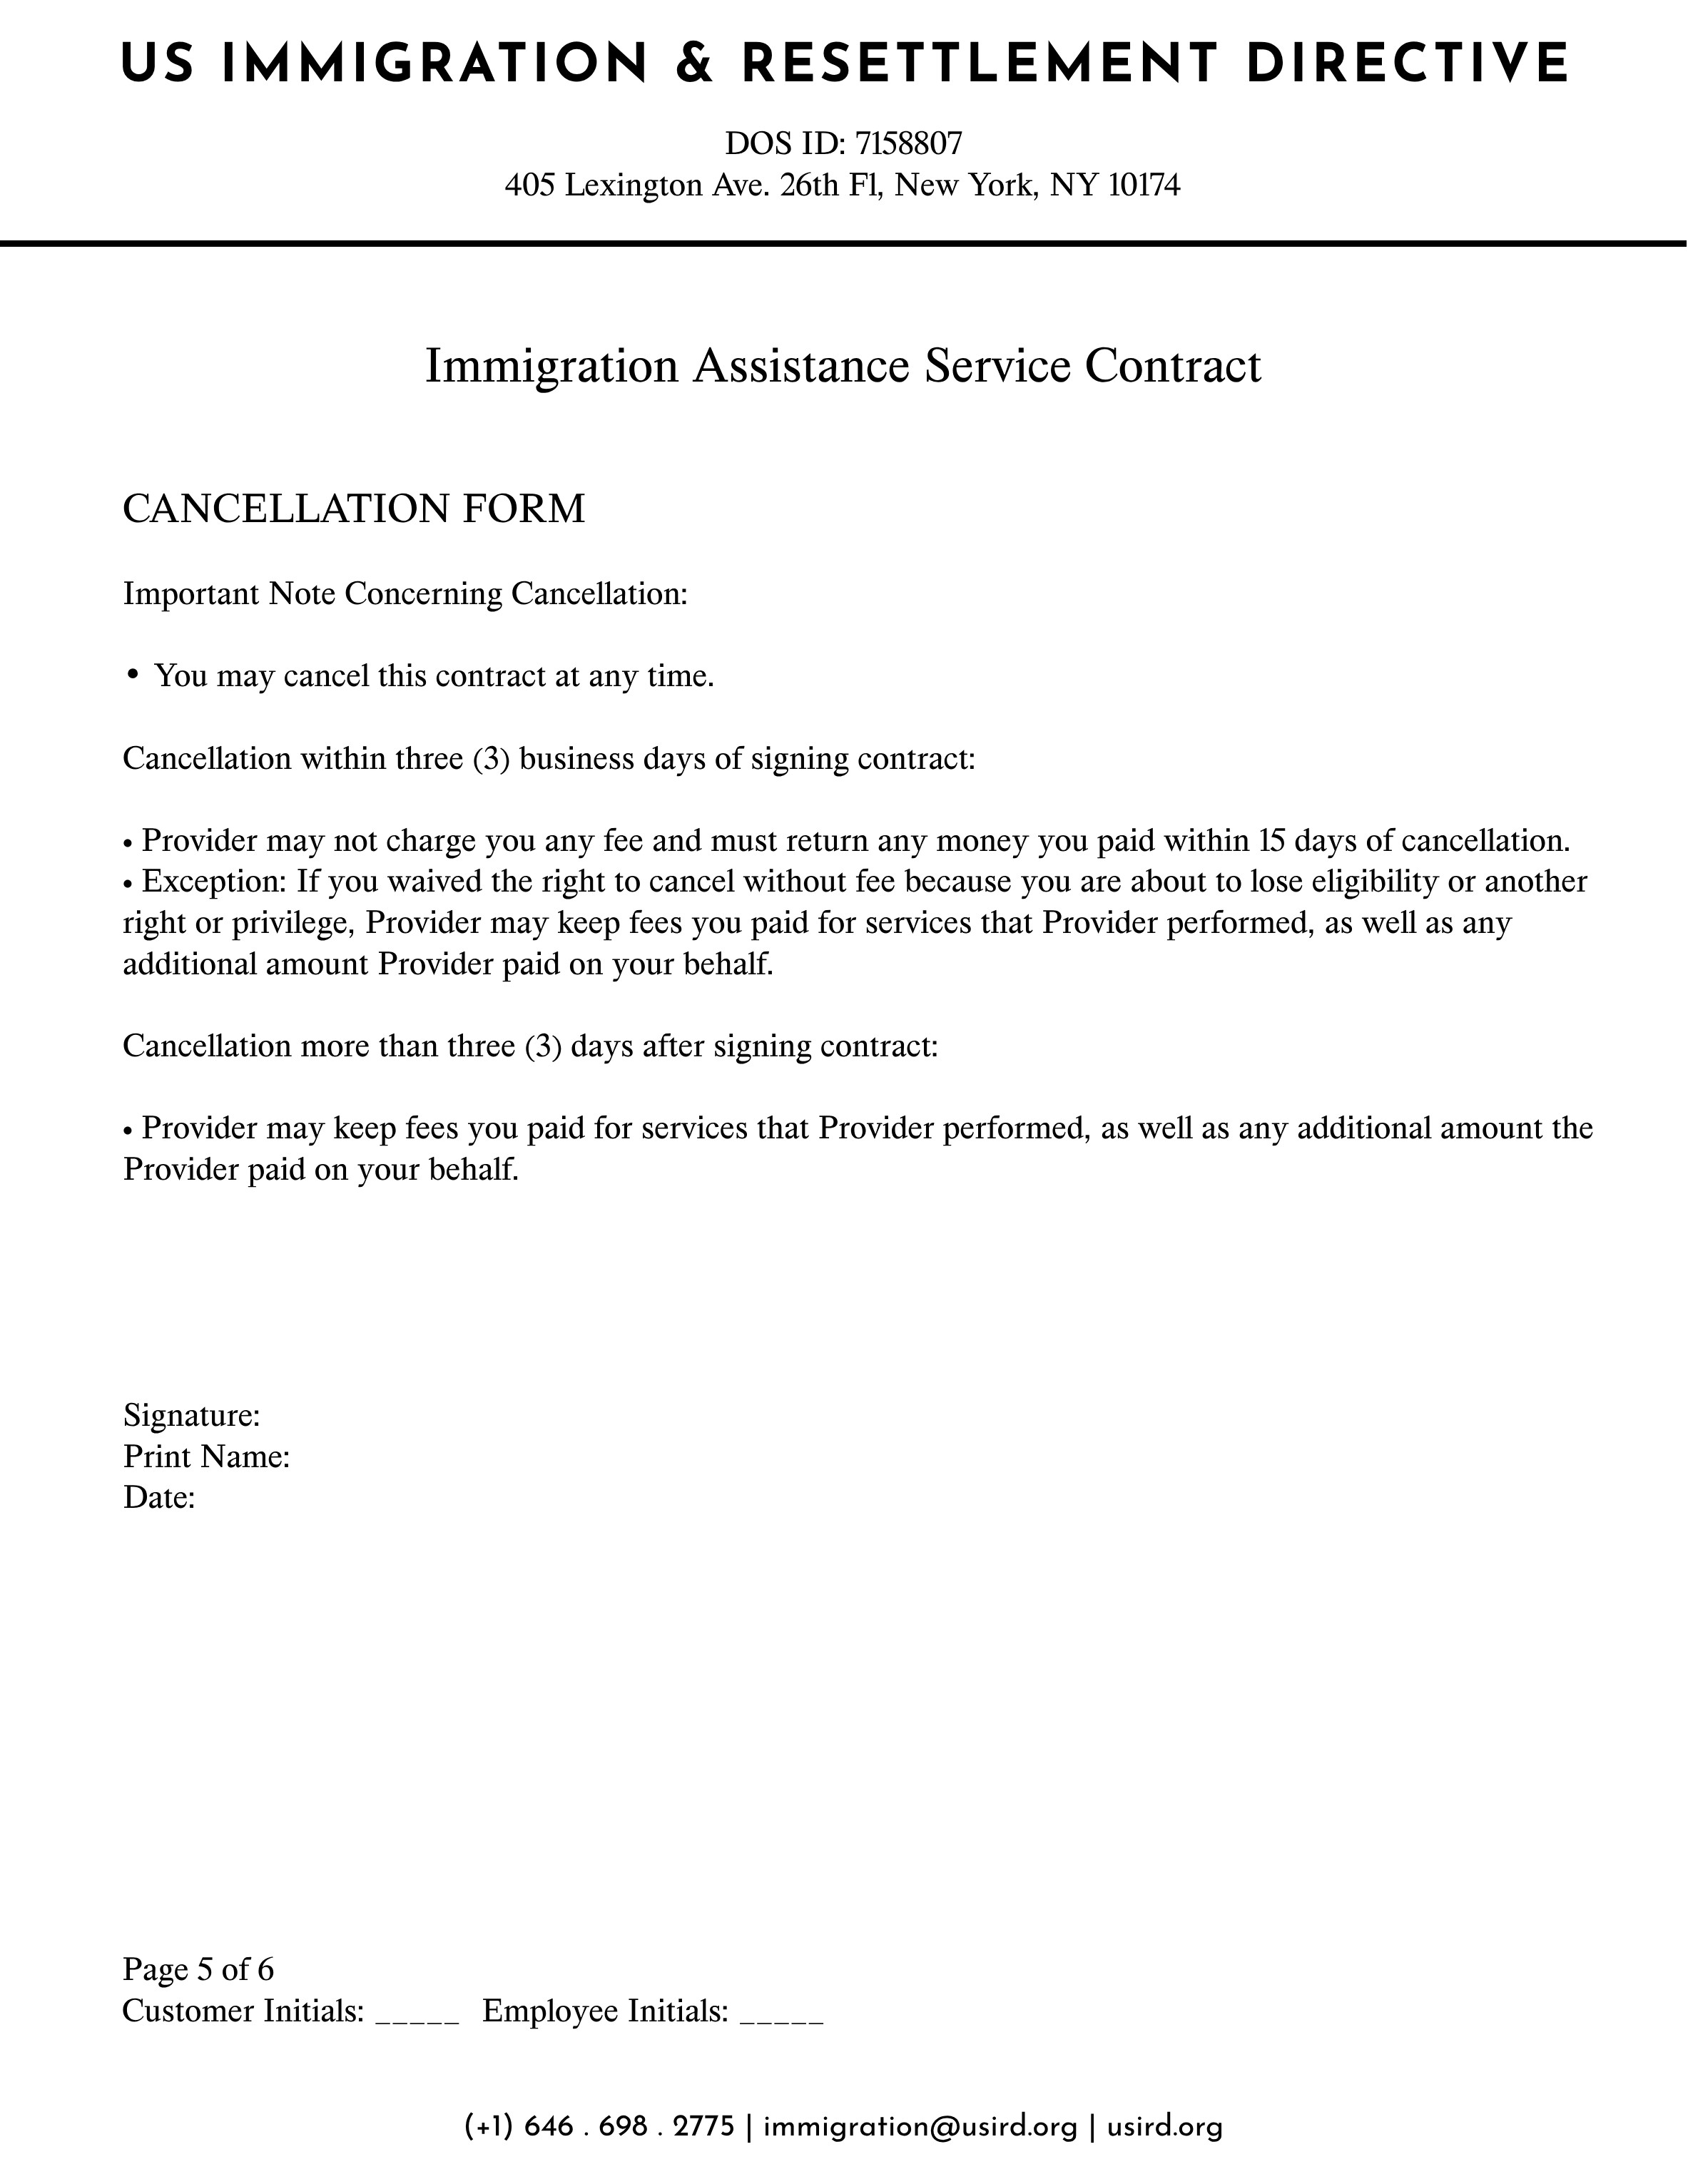 US IMMIGRATION & RESETTLEMENT DIRECTIVE
DOS ID: 7158807
405 Lexington Ave. 26th Fl, New York, NY 10174
Immigration Assistance Service Contract
CANCELLATION FORM
Important Note Concerning Cancellation:
• You may cancel this contract at any time.
Cancellation within three (3) business days of signing contract:
• Provider may not charge you any fee and must return any money you paid within 15 days of cancellation.
• Exception: If you waived the right to cancel without fee because you are about to lose eligibility or another
right or privilege, Provider may keep fees you paid for services that Provider performed, as well as any
additional amount Provider paid on your behalf.
Cancellation more than three (3) days after signing contract:
• Provider may keep fees you paid for services that Provider performed, as well as any additional amount the
Provider paid on your behalf.
Signature:
Print Name:
Date:
Page 5 of 6
Customer Initials: _____ Employee Initials: _____
(+1) 646 . 698 . 2775 | immigration@usird.org | usird.org